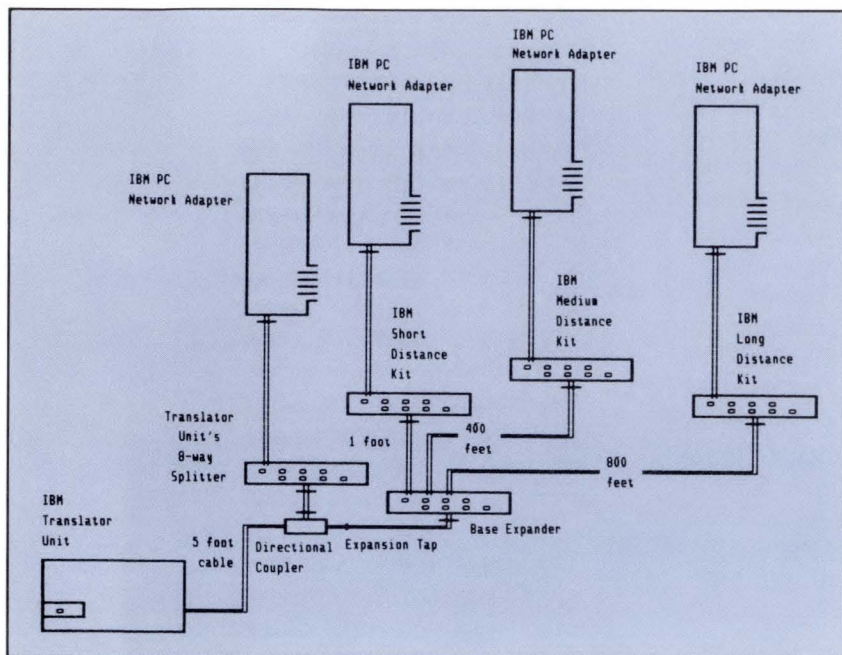 IBM PC
Network Adapter
IBM PC
Network Adapter
IBM PC
Network Adapter
IBM PC
Network Adapter
IBM
Short
Distance
Kit
IBM
Medium
Distance
Kit
IBM
Long
Distance
Kit
Translator
Unit's
8-way
Splitter
1 foot
400
feet
800
feet
IBM
Translator
Unit
5 foot
cable
Directional
Coupler
Expansion Tap
Base Expander